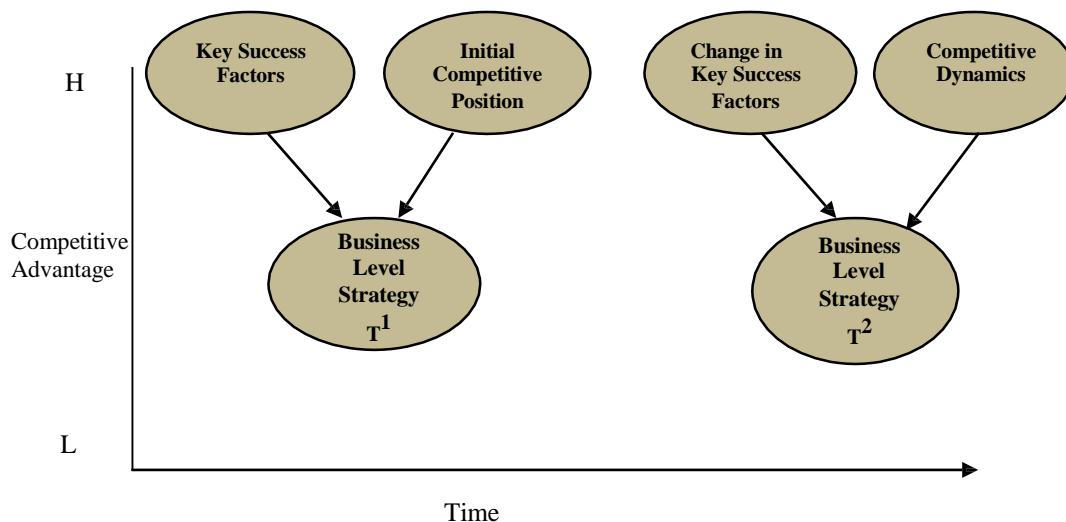 Key Success
Factors
Initial
Competitive
Position
Change in
Key Success
Factors
Competitive
Dynamics
H
Competitive
Advantage
Business
Level
Strategy
T¹
Business
Level
Strategy
T²
L
Time